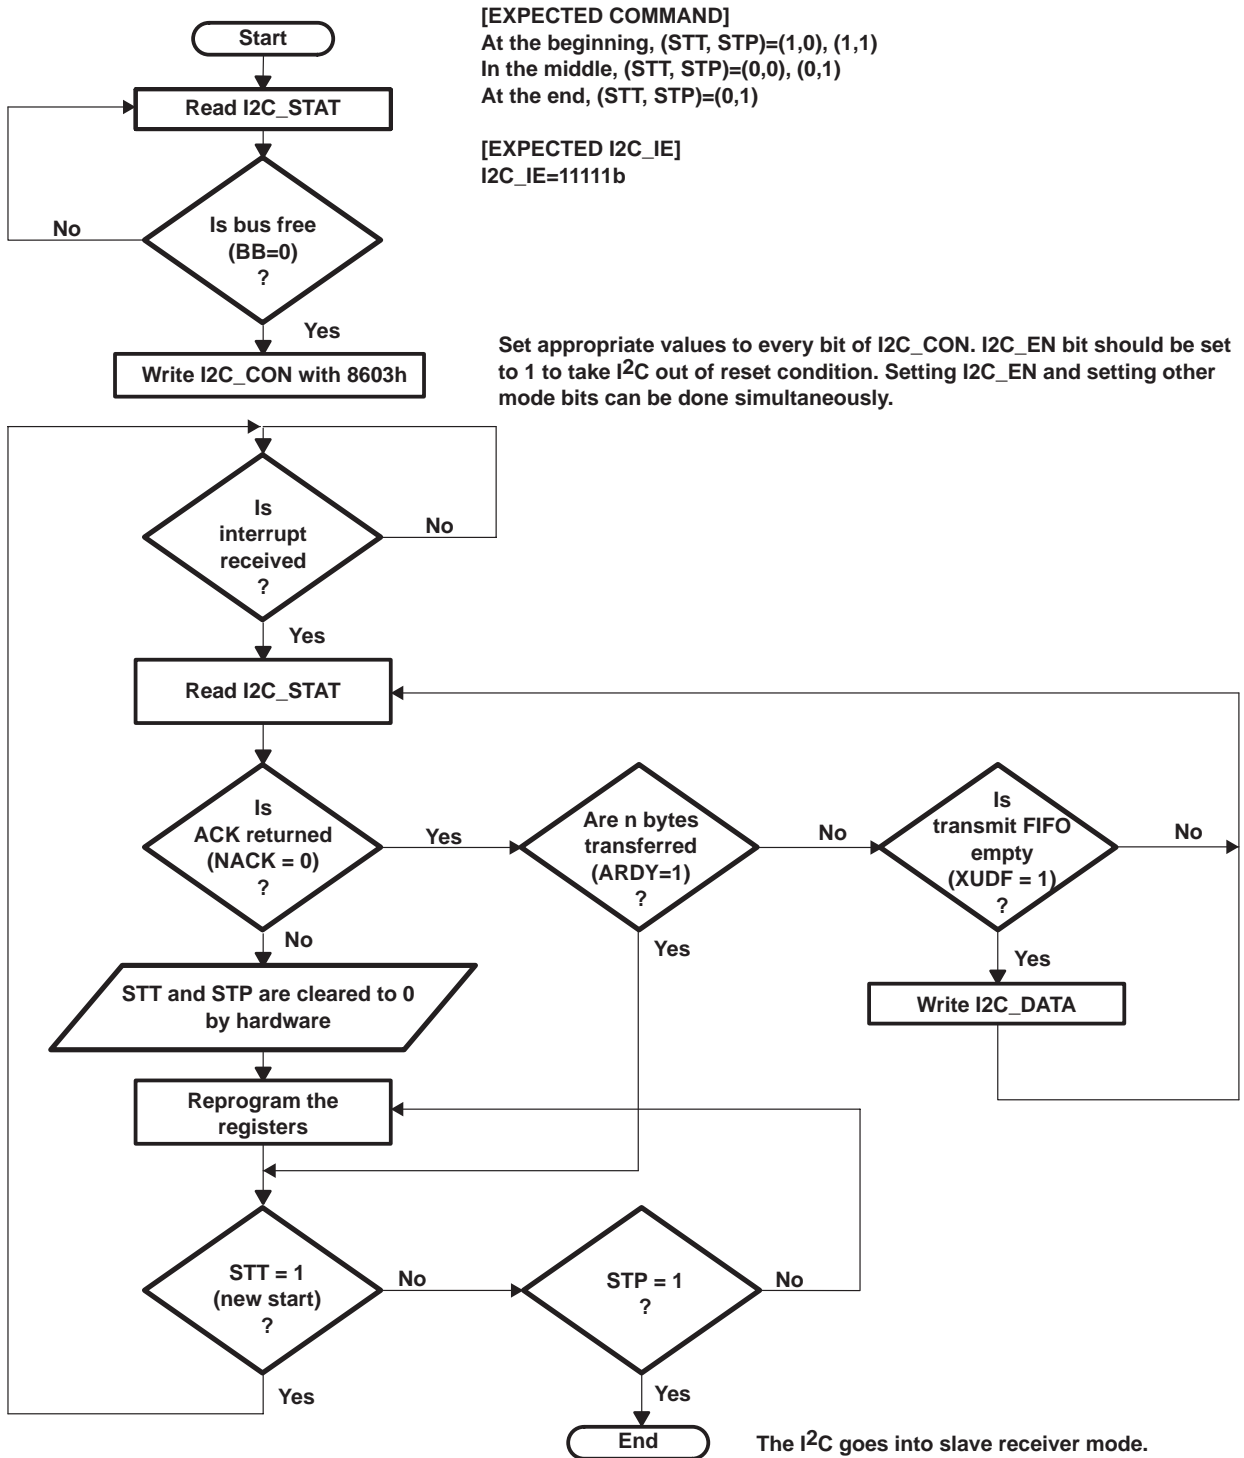 Start
[EXPECTED COMMAND]
At the beginning, (STT, STP)=(1,0), (1,1)
In the middle, (STT, STP)=(0,0), (0,1)
At the end, (STT, STP)=(0,1)
[EXPECTED I2C_IE]
I2C_IE=11111b
Read I2C_STAT
Is bus free
(BB=0)
?
No
Yes
Write I2C_CON with 8603h
Set appropriate values to every bit of I2C_CON. I2C_EN bit should be set
to 1 to take I2C out of reset condition. Setting I2C_EN and setting other
mode bits can be done simultaneously.
Is
interrupt
received
?
No
Yes
Read I2C_STAT
Is
ACK returned
(NACK = 0)
?
Yes
No
Are n bytes
transferred
(ARDY=1)
?
No
Yes
Is
transmit FIFO
empty
(XUDF = 1)
?
No
Yes
Write I2C_DATA
STT and STP are cleared to 0
by hardware
Reprogram the
registers
STT = 1
(new start)
?
No
Yes
STP = 1
?
No
Yes
End
The I2C goes into slave receiver mode.